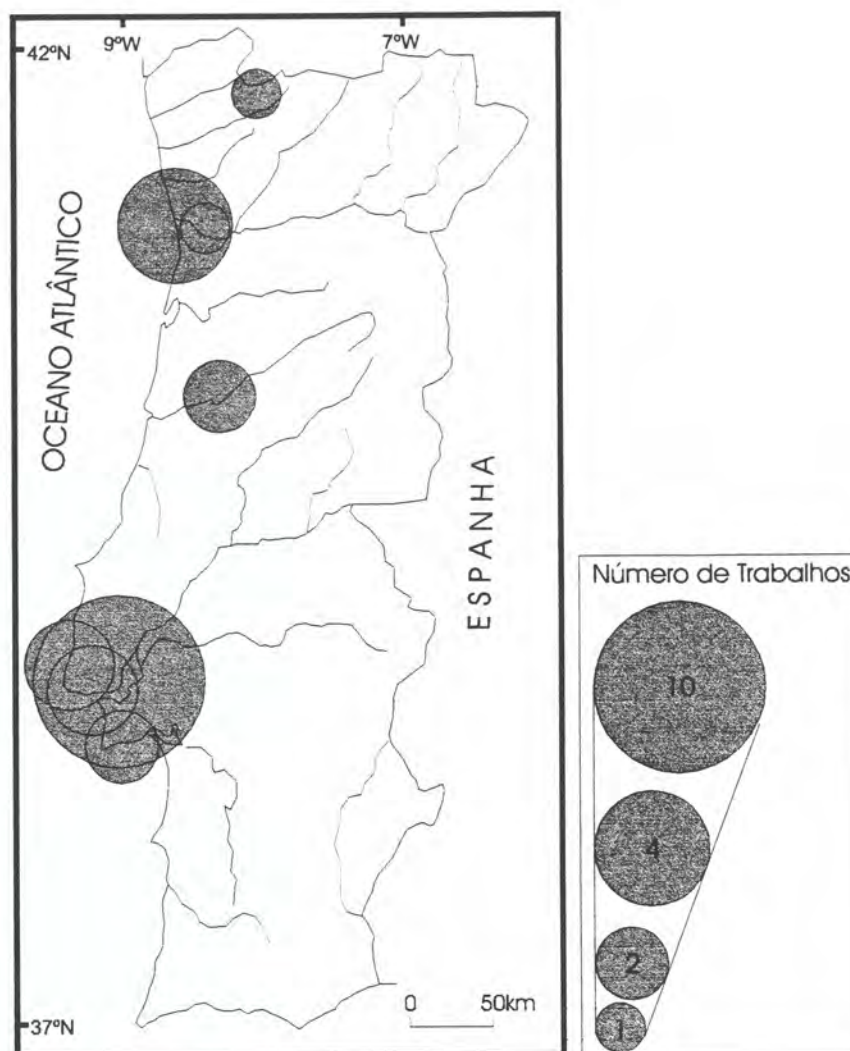 9ºW
7ºW
42ºN
OCEANO ATLÂNTICO
ESPANHA
0 50km
37ºN
Número de Trabalhos
10
4
2
1